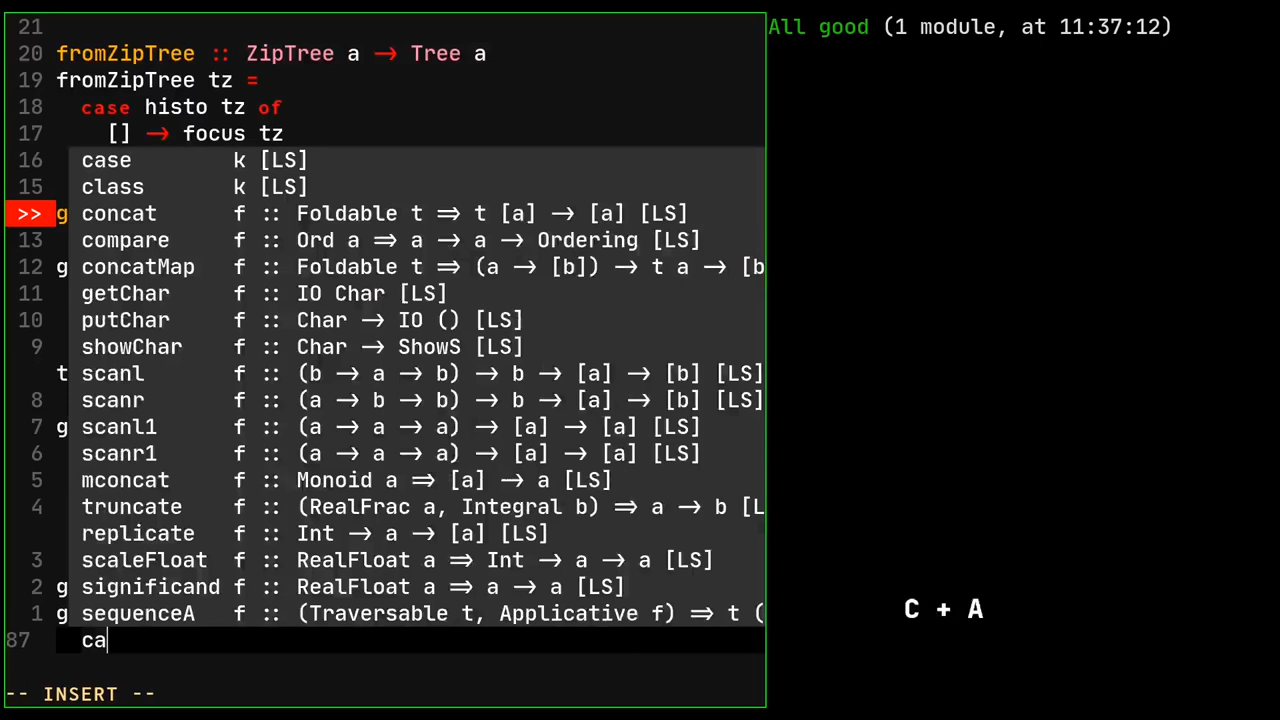 21
All good (1 module, at 11:37:12)
20 fromZipTree :: ZipTree a → Tree a
19 fromZipTree tz =
18 case histo tz of
17 [] → focus tz
16 case k [LS]
15 class k [LS]
>> g concat f :: Foldable t ⇒ t [a] → [a] [LS]
13 compare f :: Ord a ⇒ a → a → Ordering [LS]
12 g concatMap f :: Foldable t ⇒ (a → [b]) → t a → [b
11 getChar f :: IO Char [LS]
10 putChar f :: Char → IO () [LS]
9 showChar f :: Char → ShowS [LS]
t scanl f :: (b → a → b) → b → [a] → [b] [LS]
8 scanr f :: (a → b → b) → b → [a] → [b] [LS]
7 g scanl1 f :: (a → a → a) → [a] → [a] [LS]
6 scanr1 f :: (a → a → a) → [a] → [a] [LS]
5 mconcat f :: Monoid a ⇒ [a] → a [LS]
4 truncate f :: (RealFrac a, Integral b) ⇒ a → b [L
replicate f :: Int → a → [a] [LS]
3 scaleFloat f :: RealFloat a ⇒ Int → a → a [LS]
2 g significand f :: RealFloat a ⇒ a → a [LS]
1 g sequenceA f :: (Traversable t, Applicative f) ⇒ t (
87 ca
C + A
-- INSERT --